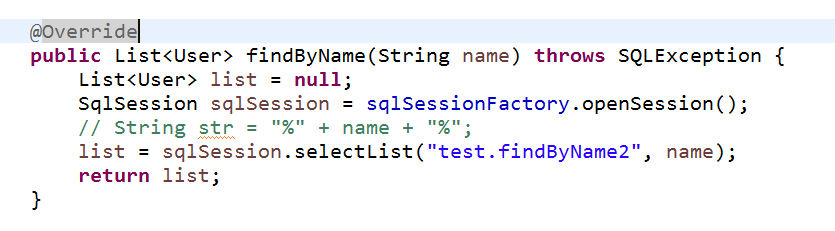 @Override
public List<User> findByName(String name) throws SQLException {
    List<User> list = null;
    SqlSession sqlSession = sqlSessionFactory.openSession();
    // String str = "%" + name + "%";
    list = sqlSession.selectList("test.findByName2", name);
    return list;
}